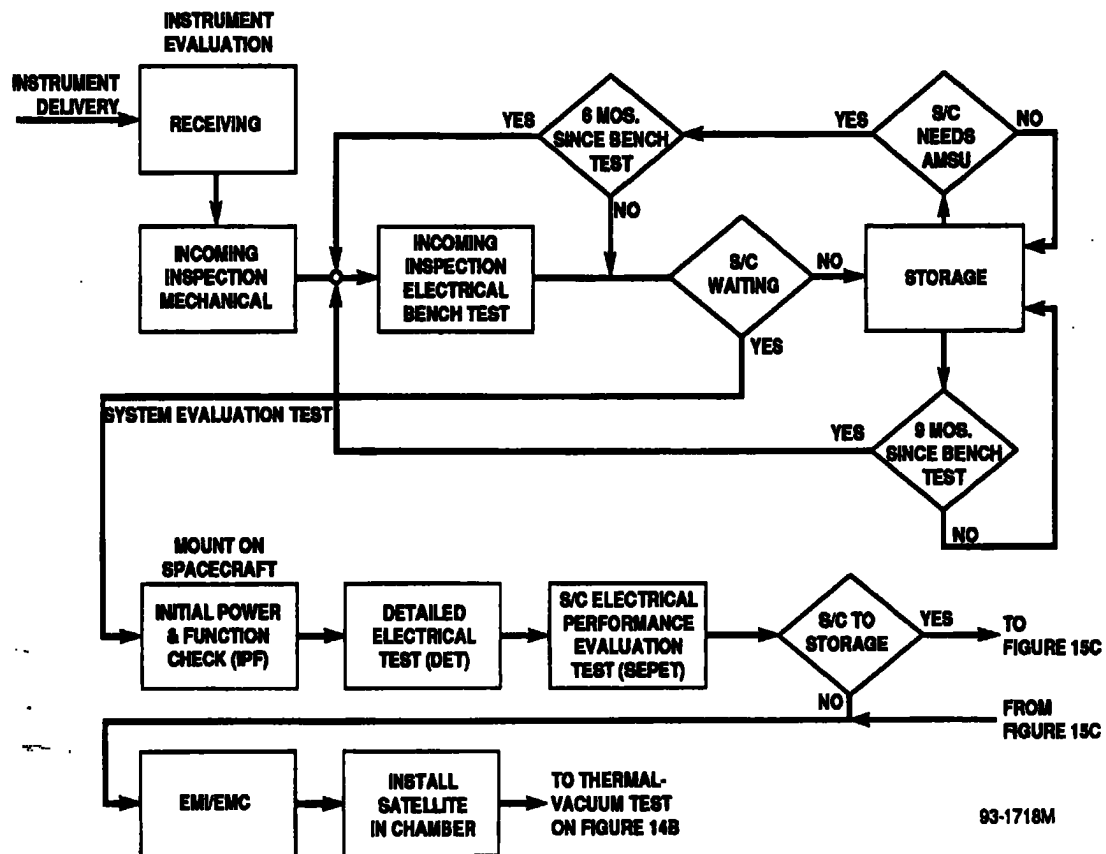 INSTRUMENT
EVALUATION
INSTRUMENT
DELIVERY
RECEIVING
6 MOS.
SINCE BENCH
TEST
YES
NO
S/C
NEEDS
AMSU
YES
NO
INCOMING
INSPECTION
MECHANICAL
INCOMING
INSPECTION
ELECTRICAL
BENCH TEST
S/C
WAITING
NO
YES
STORAGE
SYSTEM EVALUATION TEST
9 MOS.
SINCE BENCH
TEST
YES
NO
MOUNT ON
SPACECRAFT
INITIAL POWER
& FUNCTION
CHECK (IPF)
DETAILED
ELECTRICAL
TEST (DET)
S/C ELECTRICAL
PERFORMANCE
EVALUATION
TEST (SEPET)
S/C TO
STORAGE
YES
NO
TO
FIGURE 15C
FROM
FIGURE 15C
EMI/EMC
INSTALL
SATELLITE
IN CHAMBER
TO THERMAL-
VACUUM TEST
ON FIGURE 14B
93-1718M